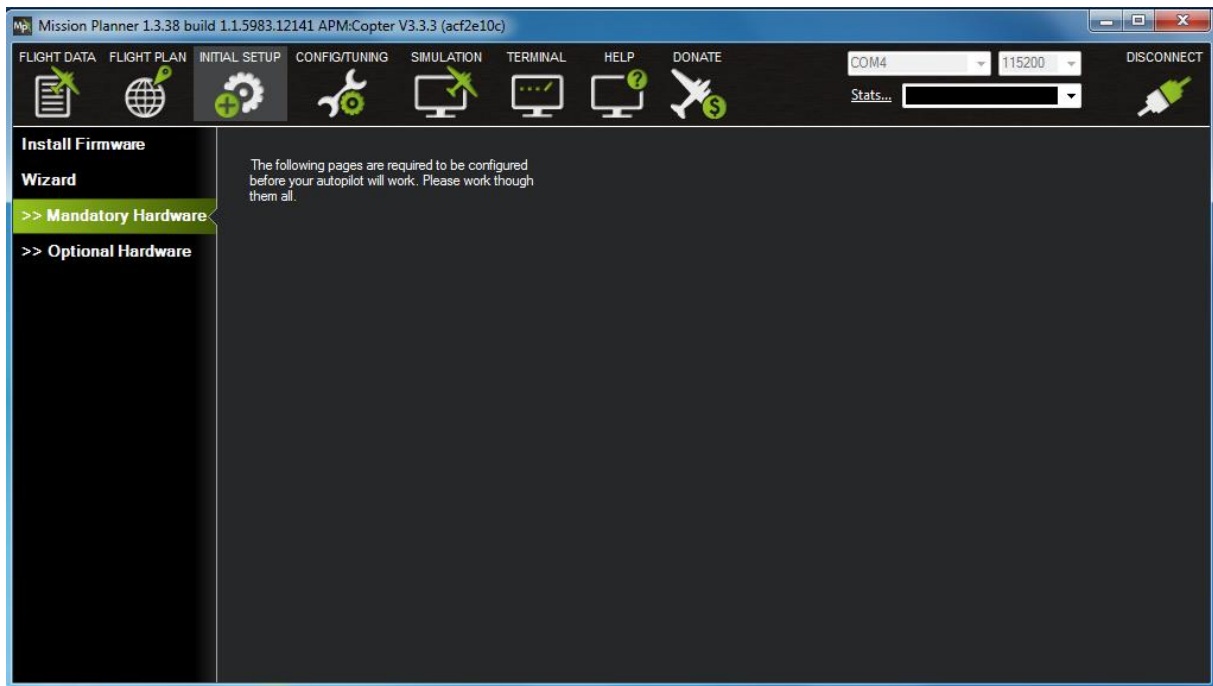 Mission Planner 1.3.38 build 1.1.5983.12141 APM:Copter V3.3.3 (acf2e10c)
FLIGHT DATA FLIGHT PLAN INITIAL SETUP CONFIG/TUNING SIMULATION TERMINAL HELP DONATE COM4 115200 DISCONNECT
Stats...
Install Firmware
Wizard
>> Mandatory Hardware
>> Optional Hardware
The following pages are required to be configured
before your autopilot will work. Please work though
them all.